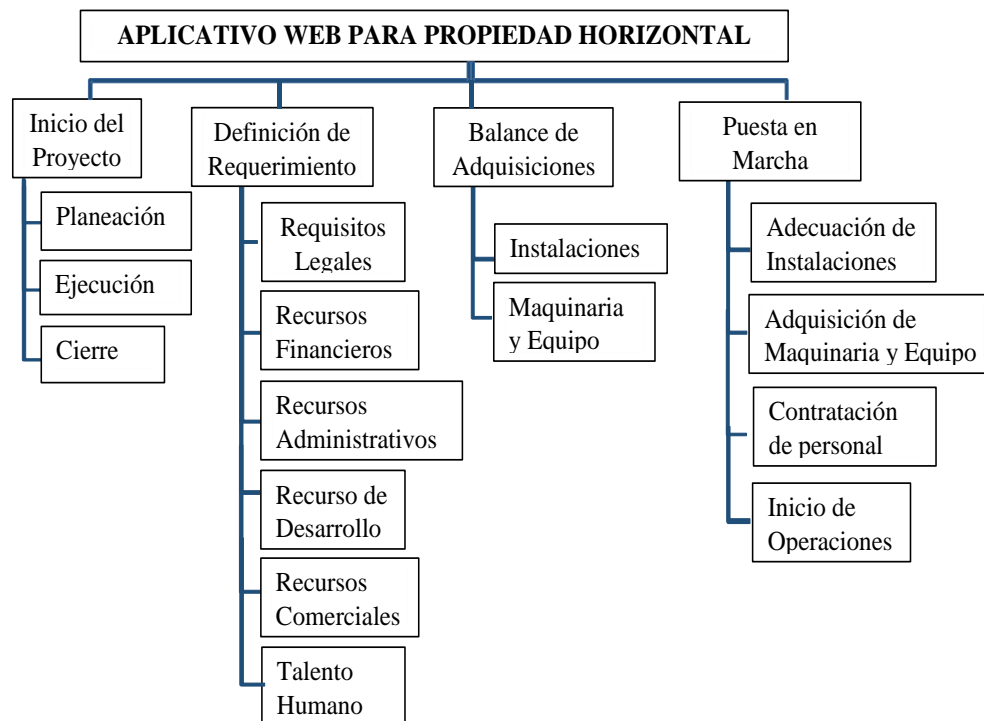 APLICATIVO WEB PARA PROPIEDAD HORIZONTAL
Inicio del
Proyecto
Planeación
Ejecución
Cierre
Definición de
Requerimiento
Requisitos
Legales
Recursos
Financieros
Recursos
Administrativos
Recurso de
Desarrollo
Recursos
Comerciales
Talento
Humano
Balance de
Adquisiciones
Instalaciones
Maquinaria
y Equipo
Puesta en
Marcha
Adecuación de
Instalaciones
Adquisición de
Maquinaria y Equipo
Contratación
de personal
Inicio de
Operaciones